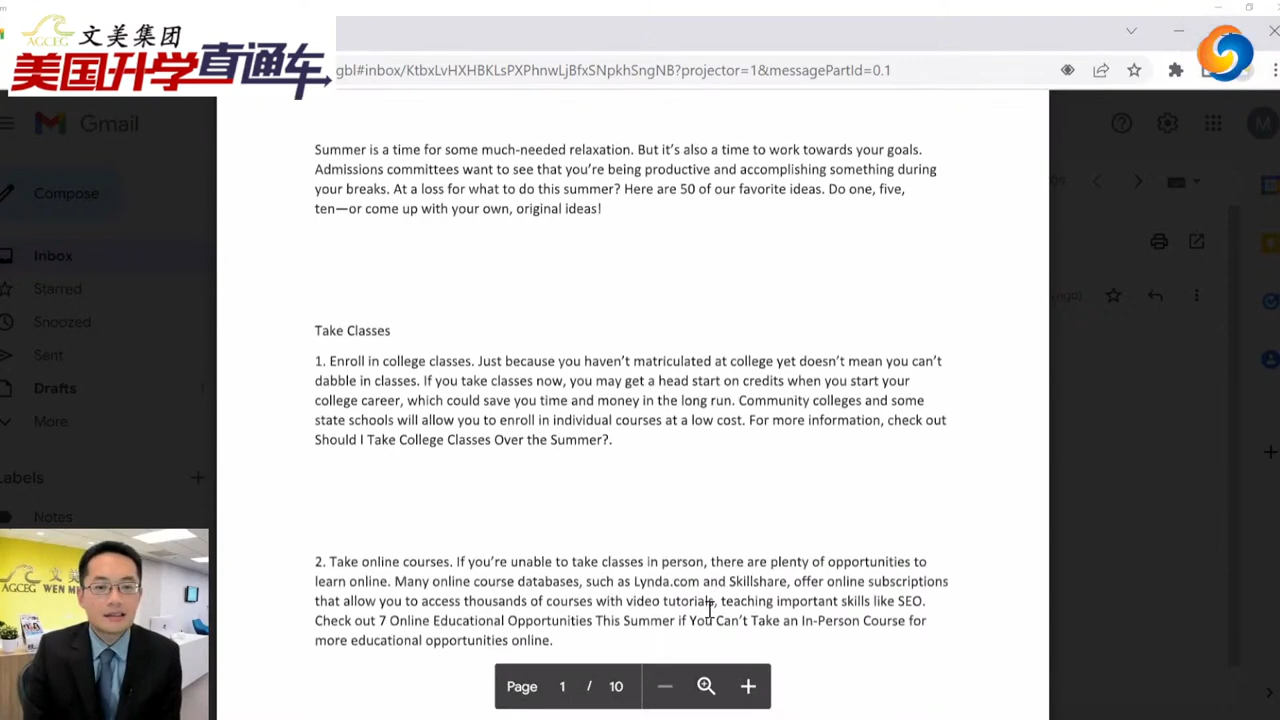 AGCEG 文美集团
美国升学直通车
gbl#inbox/KtbxLvHXHBKLsPXPhnwLjBfxSNpkhSngNB?projector=1&messagePartId=0.1
Gmail
M
Compose
Inbox
Starred
Snoozed
Sent
Drafts
More
Labels
Notes
Summer is a time for some much-needed relaxation. But it's also a time to work towards your goals.
Admissions committees want to see that you're being productive and accomplishing something during
your breaks. At a loss for what to do this summer? Here are 50 of our favorite ideas. Do one, five,
ten—or come up with your own, original ideas!
Take Classes
1. Enroll in college classes. Just because you haven't matriculated at college yet doesn't mean you can't
dabble in classes. If you take classes now, you may get a head start on credits when you start your
college career, which could save you time and money in the long run. Community colleges and some
state schools will allow you to enroll in individual courses at a low cost. For more information, check out
Should I Take College Classes Over the Summer?.
2. Take online courses. If you're unable to take classes in person, there are plenty of opportunities to
learn online. Many online course databases, such as Lynda.com and Skillshare, offer online subscriptions
that allow you to access thousands of courses with video tutorials, teaching important skills like SEO.
Check out 7 Online Educational Opportunities This Summer if You Can't Take an In-Person Course for
more educational opportunities online.
Page 1 / 10
文美
AGCEG WEN ME